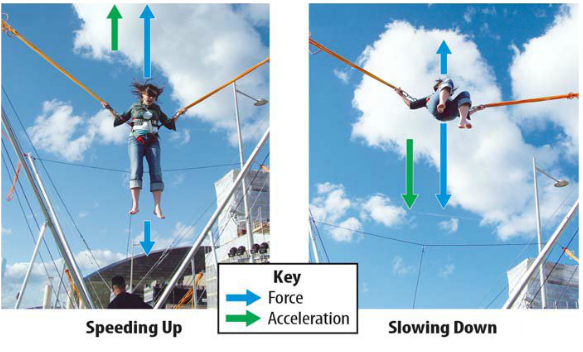 Key
Force
Acceleration
Speeding Up
Slowing Down